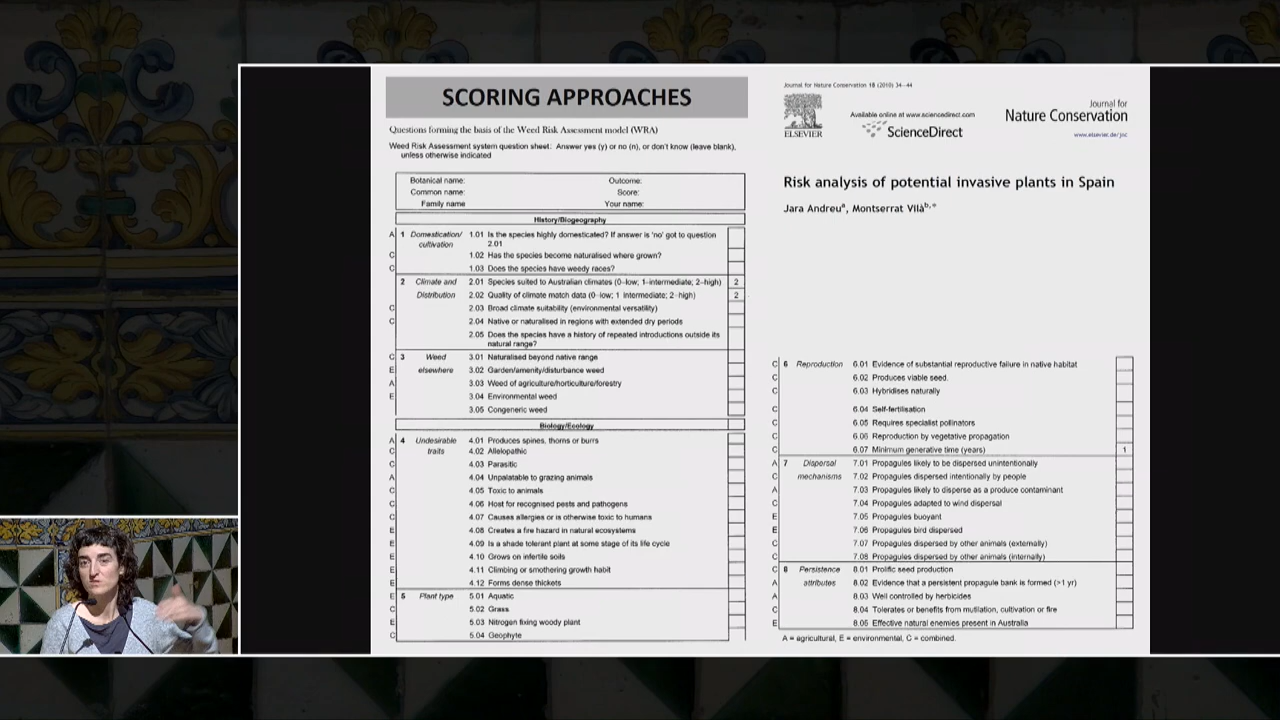 SCORING APPROACHES
Questions forming the basis of the Weed Risk Assessment model (WRA)
Weed Risk Assessment system question sheet: Answer yes (y) or no (n), or don't know (leave blank),
unless otherwise indicated
Botanical name: Outcome:
Common name: Score:
Family name Your name:
History/Biogeography
A 1 Domestication/ 1.01 Is the species highly domesticated? If answer is 'no' got to question
cultivation 2.01
C 1.02 Has the species become naturalised where grown?
C 1.03 Does the species have weedy races?
2 Climate and 2.01 Species suited to Australian climates (0-low; 1-intermediate; 2-high) 2
Distribution 2.02 Quality of climate match data (0-low; 1 intermediate; 2-high) 2
C 2.03 Broad climate suitability (environmental versatility)
C 2.04 Native or naturalised in regions with extended dry periods
2.05 Does the species have a history of repeated introductions outside its
natural range?
C 3 Weed 3.01 Naturalised beyond native range
E elsewhere 3.02 Garden/amenity/disturbance weed
A 3.03 Weed of agriculture/horticulture/forestry
E 3.04 Environmental weed
3.05 Congeneric weed
Biology/Ecology
A 4 Undesirable 4.01 Produces spines, thorns or burrs
C traits 4.02 Allelopathic
C 4.03 Parasitic
A 4.04 Unpalatable to grazing animals
C 4.05 Toxic to animals
C 4.06 Host for recognised pests and pathogens
C 4.07 Causes allergies or is otherwise toxic to humans
E 4.08 Creates a fire hazard in natural ecosystems
E 4.09 Is a shade tolerant plant at some stage of its life cycle
E 4.10 Grows on infertile soils
E 4.11 Climbing or smothering growth habit
E 4.12 Forms dense thickets
E 5 Plant type 5.01 Aquatic
C 5.02 Grass
E 5.03 Nitrogen fixing woody plant
C 5.04 Geophyte
Journal for Nature Conservation 18 (2010) 34–44
ELSEVIER
Available online at www.sciencedirect.com
ScienceDirect
Journal for
Nature Conservation
www.elsevier.de/jnc
Risk analysis of potential invasive plants in Spain
Jara Andreuᵃ, Montserrat Vilàᵇ,*
C 6 Reproduction 6.01 Evidence of substantial reproductive failure in native habitat
C 6.02 Produces viable seed.
C 6.03 Hybridises naturally
C 6.04 Self-fertilisation
C 6.05 Requires specialist pollinators
C 6.06 Reproduction by vegetative propagation
C 6.07 Minimum generative time (years) 1
A 7 Dispersal 7.01 Propagules likely to be dispersed unintentionally
C mechanisms 7.02 Propagules dispersed intentionally by people
A 7.03 Propagules likely to disperse as a produce contaminant
C 7.04 Propagules adapted to wind dispersal
E 7.05 Propagules buoyant
E 7.06 Propagules bird dispersed
C 7.07 Propagules dispersed by other animals (externally)
C 7.08 Propagules dispersed by other animals (internally)
C 8 Persistence 8.01 Prolific seed production
A attributes 8.02 Evidence that a persistent propagule bank is formed (>1 yr)
A 8.03 Well controlled by herbicides
C 8.04 Tolerates or benefits from mutilation, cultivation or fire
E 8.05 Effective natural enemies present in Australia
A = agricultural, E = environmental, C = combined.